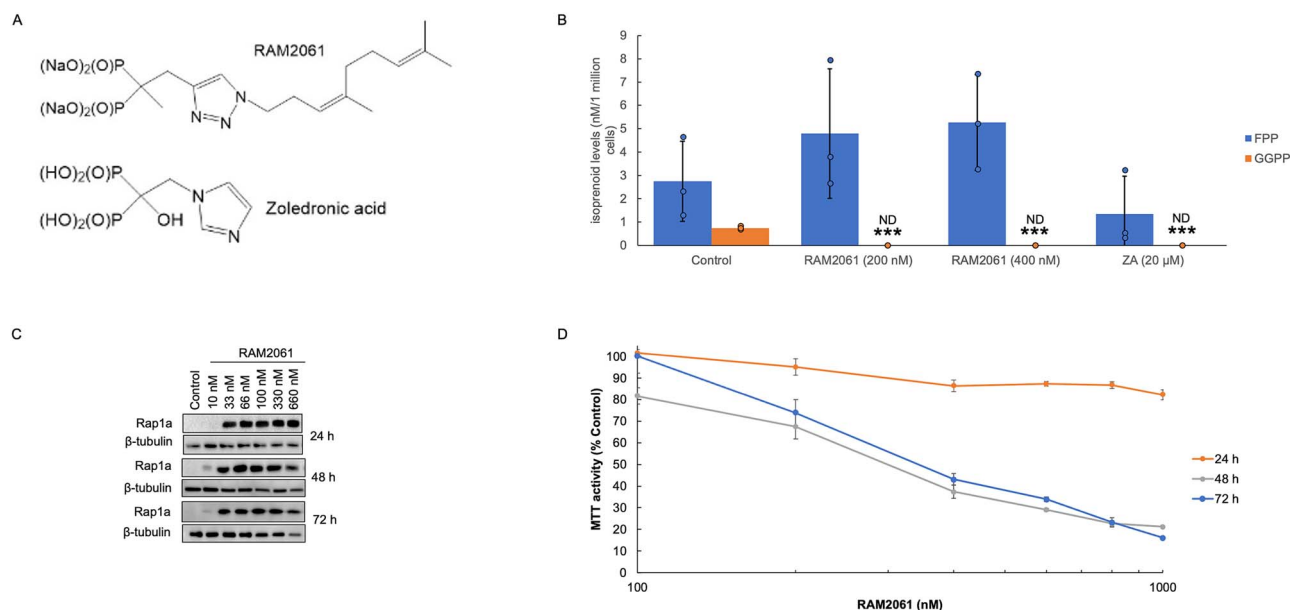 A
RAM2061
(NaO)₂(O)P
(NaO)₂(O)P
N
N
N
(HO)₂(O)P
(HO)₂(O)P
OH
N
N
Zoledronic acid
B
isoprenoid levels (nM/1 million cells)
9
8
7
6
5
4
3
2
1
0
ND
***
ND
***
ND
***
Control
RAM2061 (200 nM)
RAM2061 (400 nM)
ZA (20 µM)
FPP
GGPP
C
RAM2061
Control
10 nM
33 nM
66 nM
100 nM
330 nM
660 nM
Rap1a
β-tubulin
24 h
Rap1a
β-tubulin
48 h
Rap1a
β-tubulin
72 h
D
MTT activity (% Control)
100
90
80
70
60
50
40
30
20
10
0
100
1000
RAM2061 (nM)
24 h
48 h
72 h